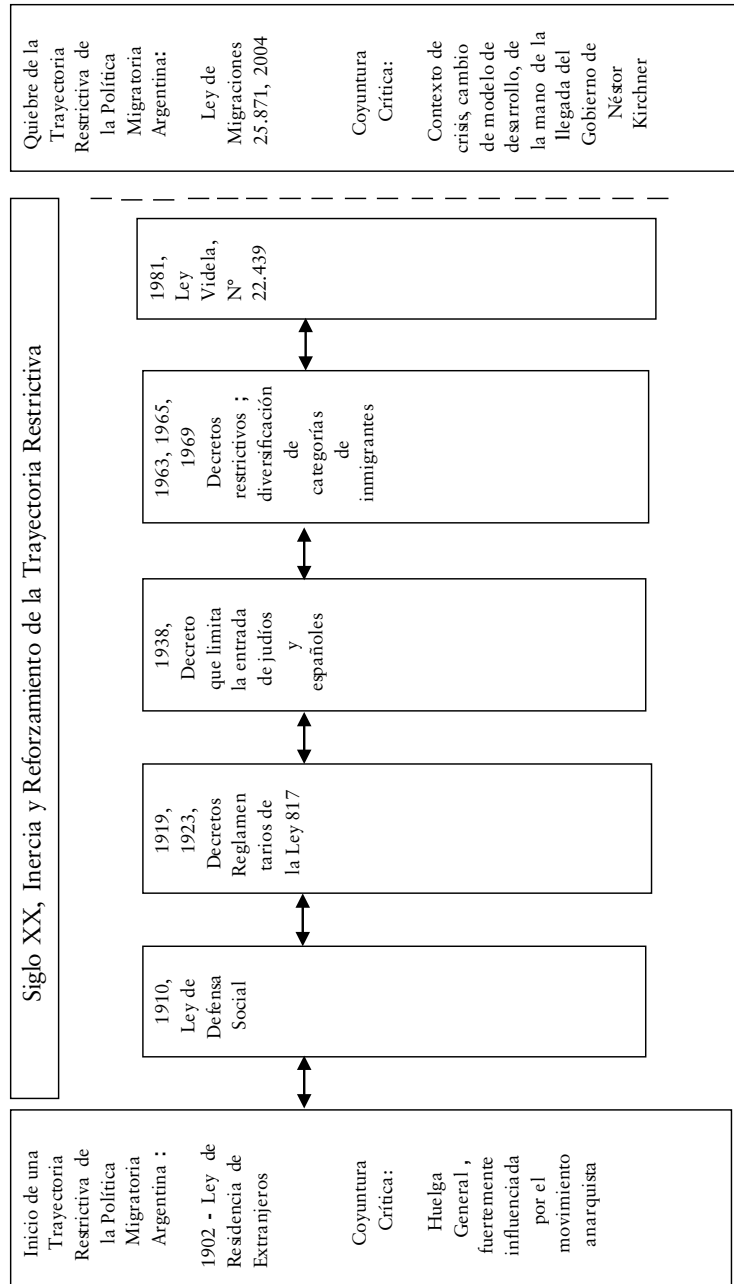 Siglo XX, Inercia y Reforzamiento de la Trayectoria Restrictiva
Inicio de una
Trayectoria
Restrictiva de
la Política
Migratoria
Argentina :
1902 - Ley de
Residencia de
Extranjeros
Coyuntura
Crítica:
Huelga
General ,
fuertemente
influenciada
por el
movimiento
anarquista
1910,
Ley de
Defensa
Social
1919,
1923,
Decretos
Reglamen
tarios de
la Ley 817
1938,
Decreto
que limita
la entrada
de judíos
y
españoles
1963, 1965,
1969
Decretos
restrictivos ;
diversificación
de
categorías
de
inmigrantes
1981,
Ley
Videla,
N°
22.439
Quiebre de la
Trayectoria
Restrictiva de
la Política
Migratoria
Argentina:
Ley de
Migraciones
25.871, 2004
Coyuntura
Crítica:
Contexto de
crisis, cambio
de modelo de
desarrollo, de
la mano de la
llegada del
Gobierno de
Néstor
Kirchner